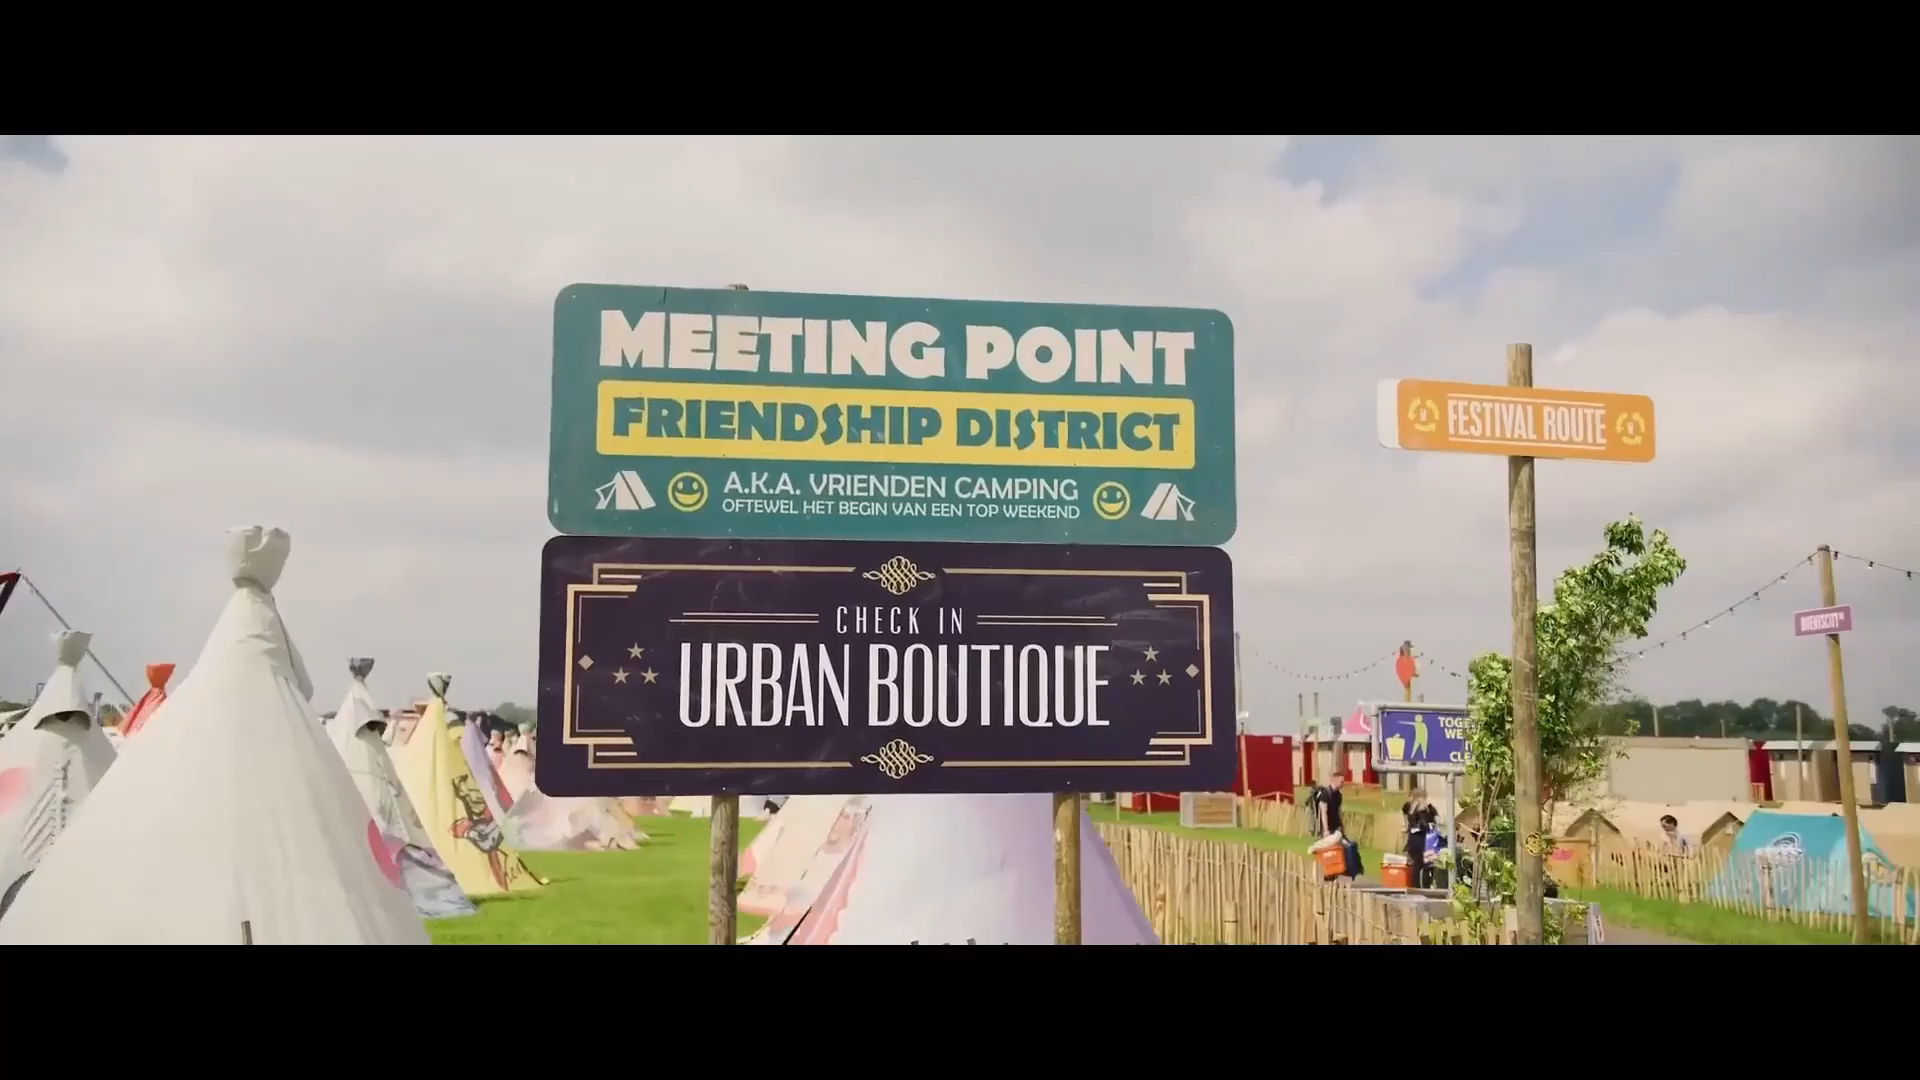 MEETING POINT
FRIENDSHIP DISTRICT
A.K.A. VRIENDEN CAMPING
OFTEWEL HET BEGIN VAN EEN TOP WEEKEND
CHECK IN
URBAN BOUTIQUE
FESTIVAL ROUTE